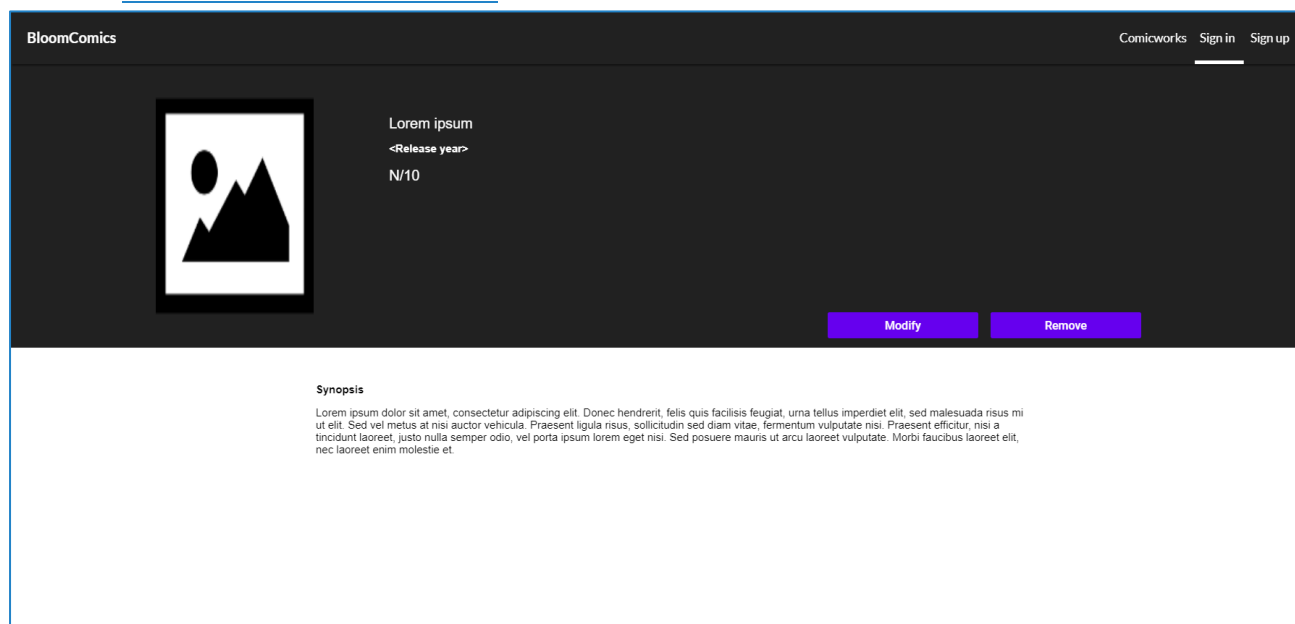 BloomComics
Comicworks Sign in Sign up
Lorem ipsum
<Release year>
N/10
Modify Remove
Synopsis
Lorem ipsum dolor sit amet, consectetur adipiscing elit. Donec hendrerit, felis quis facilisis feugiat, urna tellus imperdiet elit, sed malesuada risus mi
ut elit. Sed vel metus at nisi auctor vehicula. Praesent ligula risus, sollicitudin sed diam vitae, fermentum vulputate nisi. Praesent efficitur, nisi a
tincidunt laoreet, justo nulla semper odio, vel porta ipsum lorem eget nisi. Sed posuere mauris ut arcu laoreet vulputate. Morbi faucibus laoreet elit,
nec laoreet enim molestie et.